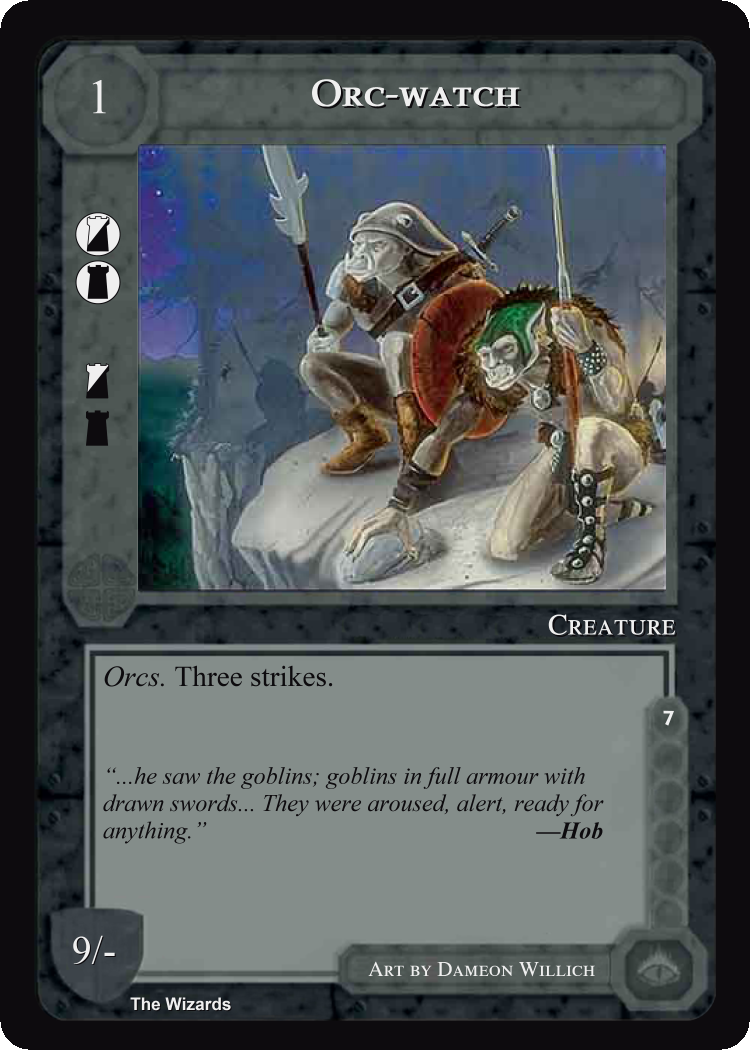 1
ORC-WATCH
CREATURE
Orcs. Three strikes.
7
“...he saw the goblins; goblins in full armour with
drawn swords... They were aroused, alert, ready for
anything.” —Hob
9/-
ART BY DAMEON WILLICH
The Wizards